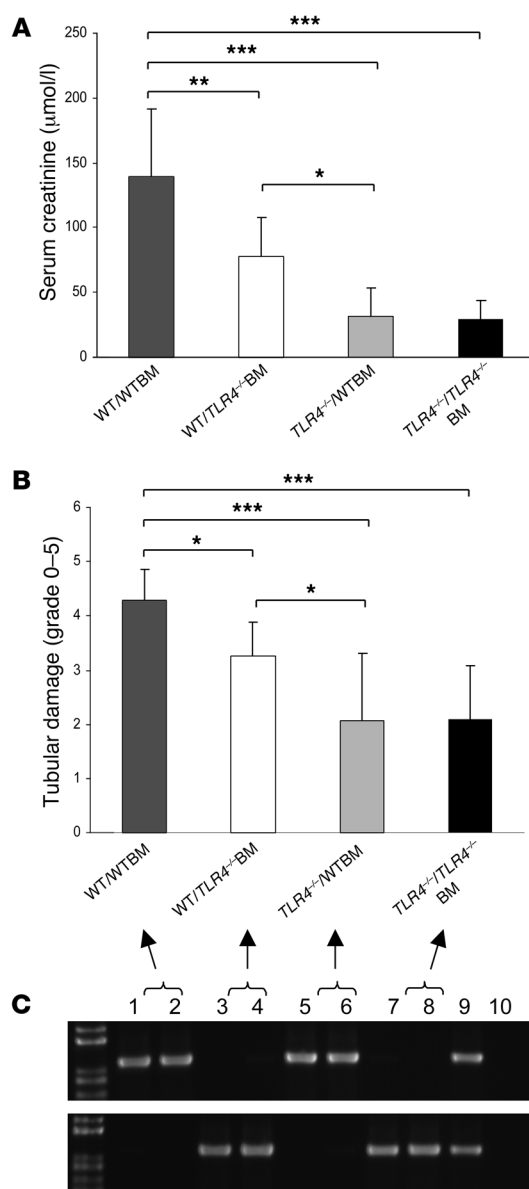 A
250
***
***
200
**
150
*
100
50
0
Serum creatinine (μmol/l)
WT/WTBM
WT/TLR4⁻/⁻BM
TLR4⁻/⁻/WTBM
TLR4⁻/⁻/TLR4⁻/⁻
BM
B
6
***
***
*
5
*
4
3
2
1
0
Tubular damage (grade 0–5)
WT/WTBM
WT/TLR4⁻/⁻BM
TLR4⁻/⁻/WTBM
TLR4⁻/⁻/TLR4⁻/⁻
BM
C
1 2 3 4 5 6 7 8 9 10